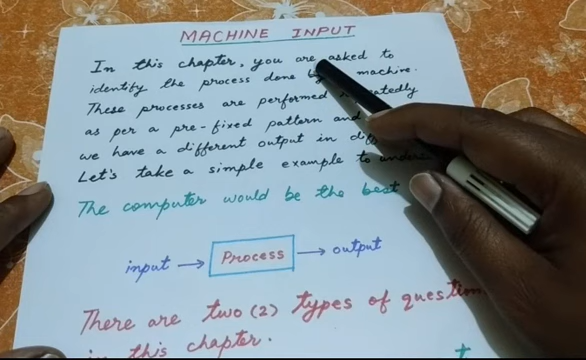 MACHINE INPUT
In this chapter, you are asked to
identify the process done machine.
These processes are performed
as per a pre-fixed pattern and
we have a different output in
Let's take a simple example to
The computer would be the best
input → Process → output
There are two (2) types of question
in this chapter.